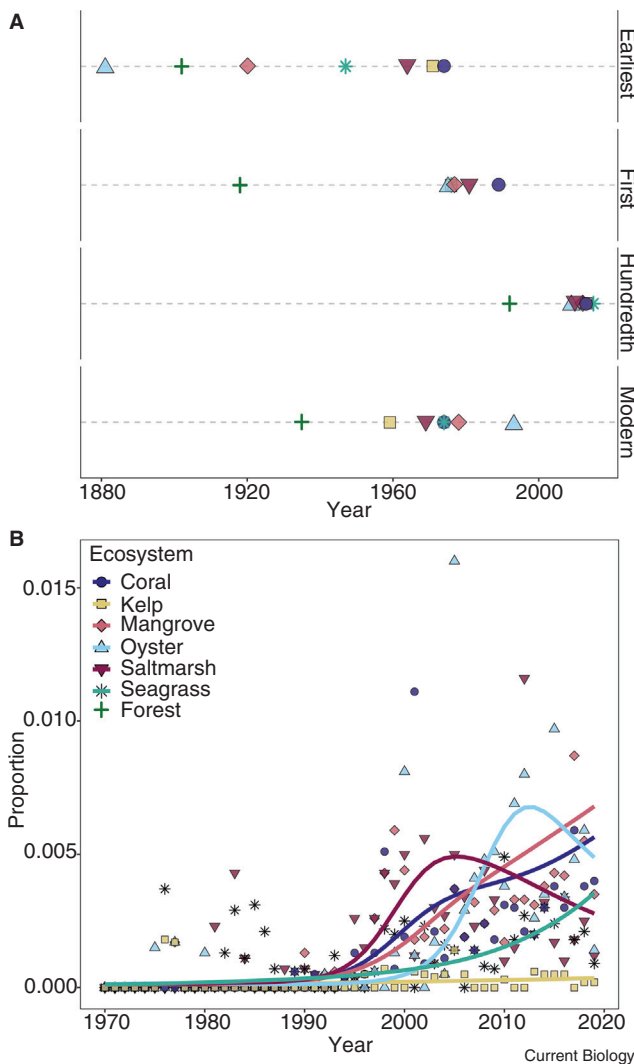 A
Earliest
First
Hundredth
Modern
1880 1920 1960 2000
Year
B
Ecosystem
Coral
Kelp
Mangrove
Oyster
Saltmarsh
Seagrass
Forest
0.015
0.010
0.005
0.000
Proportion
1970 1980 1990 2000 2010 2020
Year
Current Biology